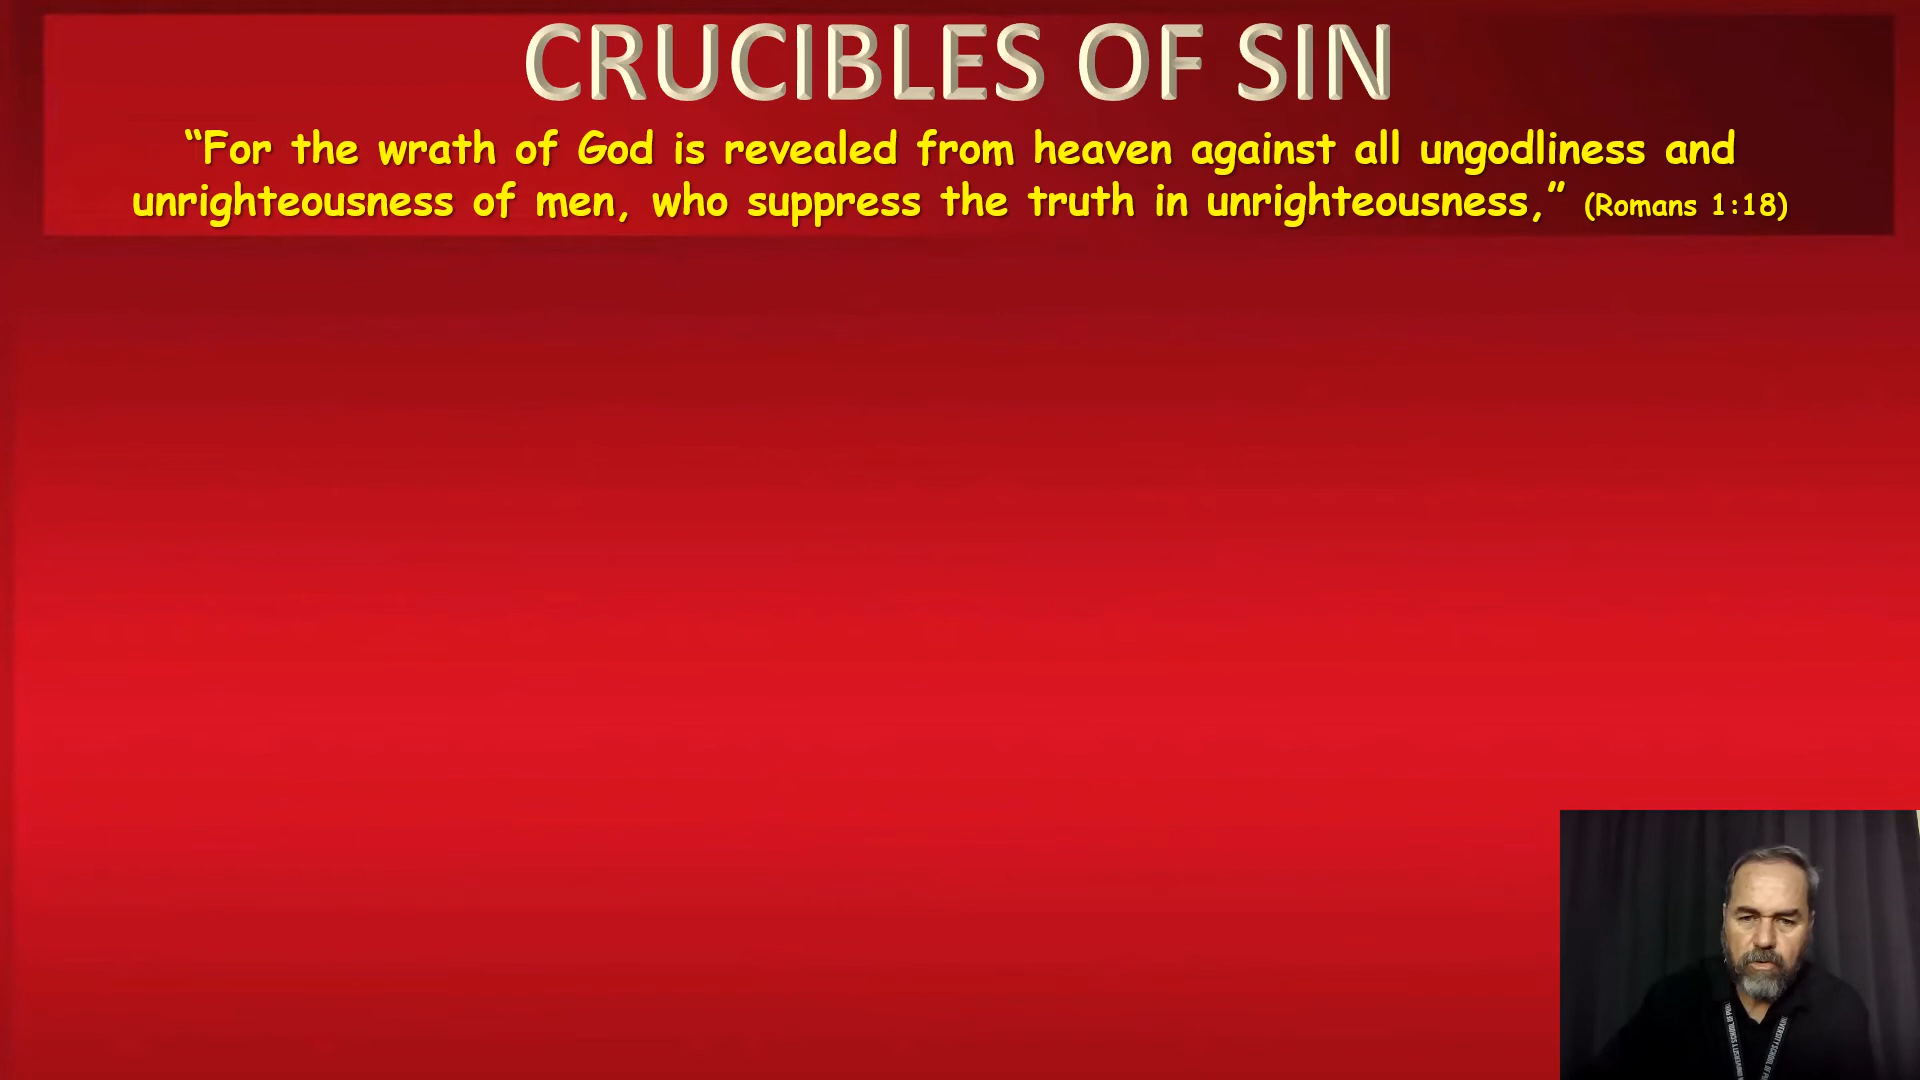 CRUCIBLES OF SIN
“For the wrath of God is revealed from heaven against all ungodliness and
unrighteousness of men, who suppress the truth in unrighteousness,” (Romans 1:18)